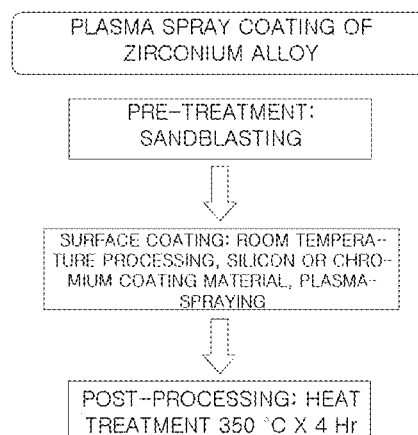 PLASMA SPRAY COATING OF
ZIRCONIUM ALLOY
PRE-TREATMENT:
SANDBLASTING
SURFACE COATING: ROOM TEMPERA-
TURE PROCESSING, SILICON OR CHRO-
MIUM COATING MATERIAL, PLASMA-
SPRAYING
POST-PROCESSING: HEAT
TREATMENT 350 °C X 4 Hr